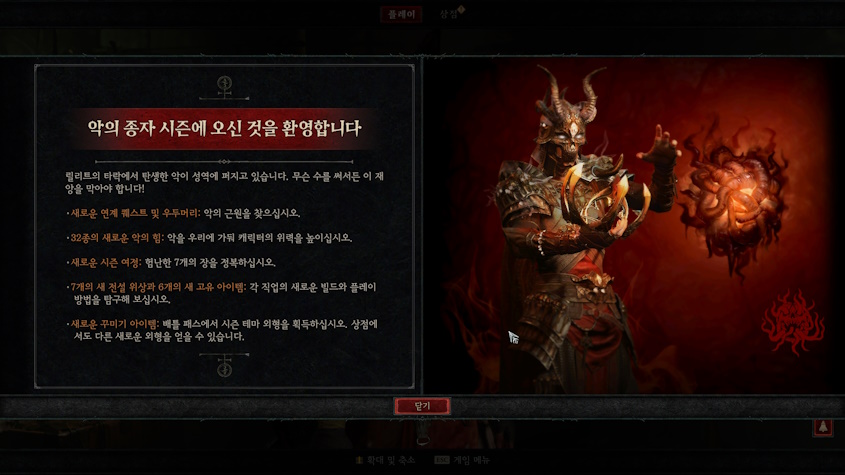 플레이
상점
악의 종자 시즌에 오신 것을 환영합니다
릴리트의 타락에서 탄생한 악이 성역에 퍼지고 있습니다. 무슨 수를 써서든 이 재
앙을 막아야 합니다!
· 새로운 연계 퀘스트 및 우두머리: 악의 근원을 찾으십시오.
· 32종의 새로운 악의 힘: 악을 우리에 가둬 캐릭터의 위력을 높이십시오.
· 새로운 시즌 여정: 험난한 7개의 장을 정복하십시오.
· 7개의 새 전설 위상과 6개의 새 고유 아이템: 각 직업의 새로운 빌드와 플레이
방법을 탐구해 보십시오.
· 새로운 꾸미기 아이템: 배틀 패스에서 시즌 테마 외형을 획득하십시오. 상점에
서도 다른 새로운 외형을 얻을 수 있습니다.
닫기
확대 및 축소
ESC 게임 메뉴